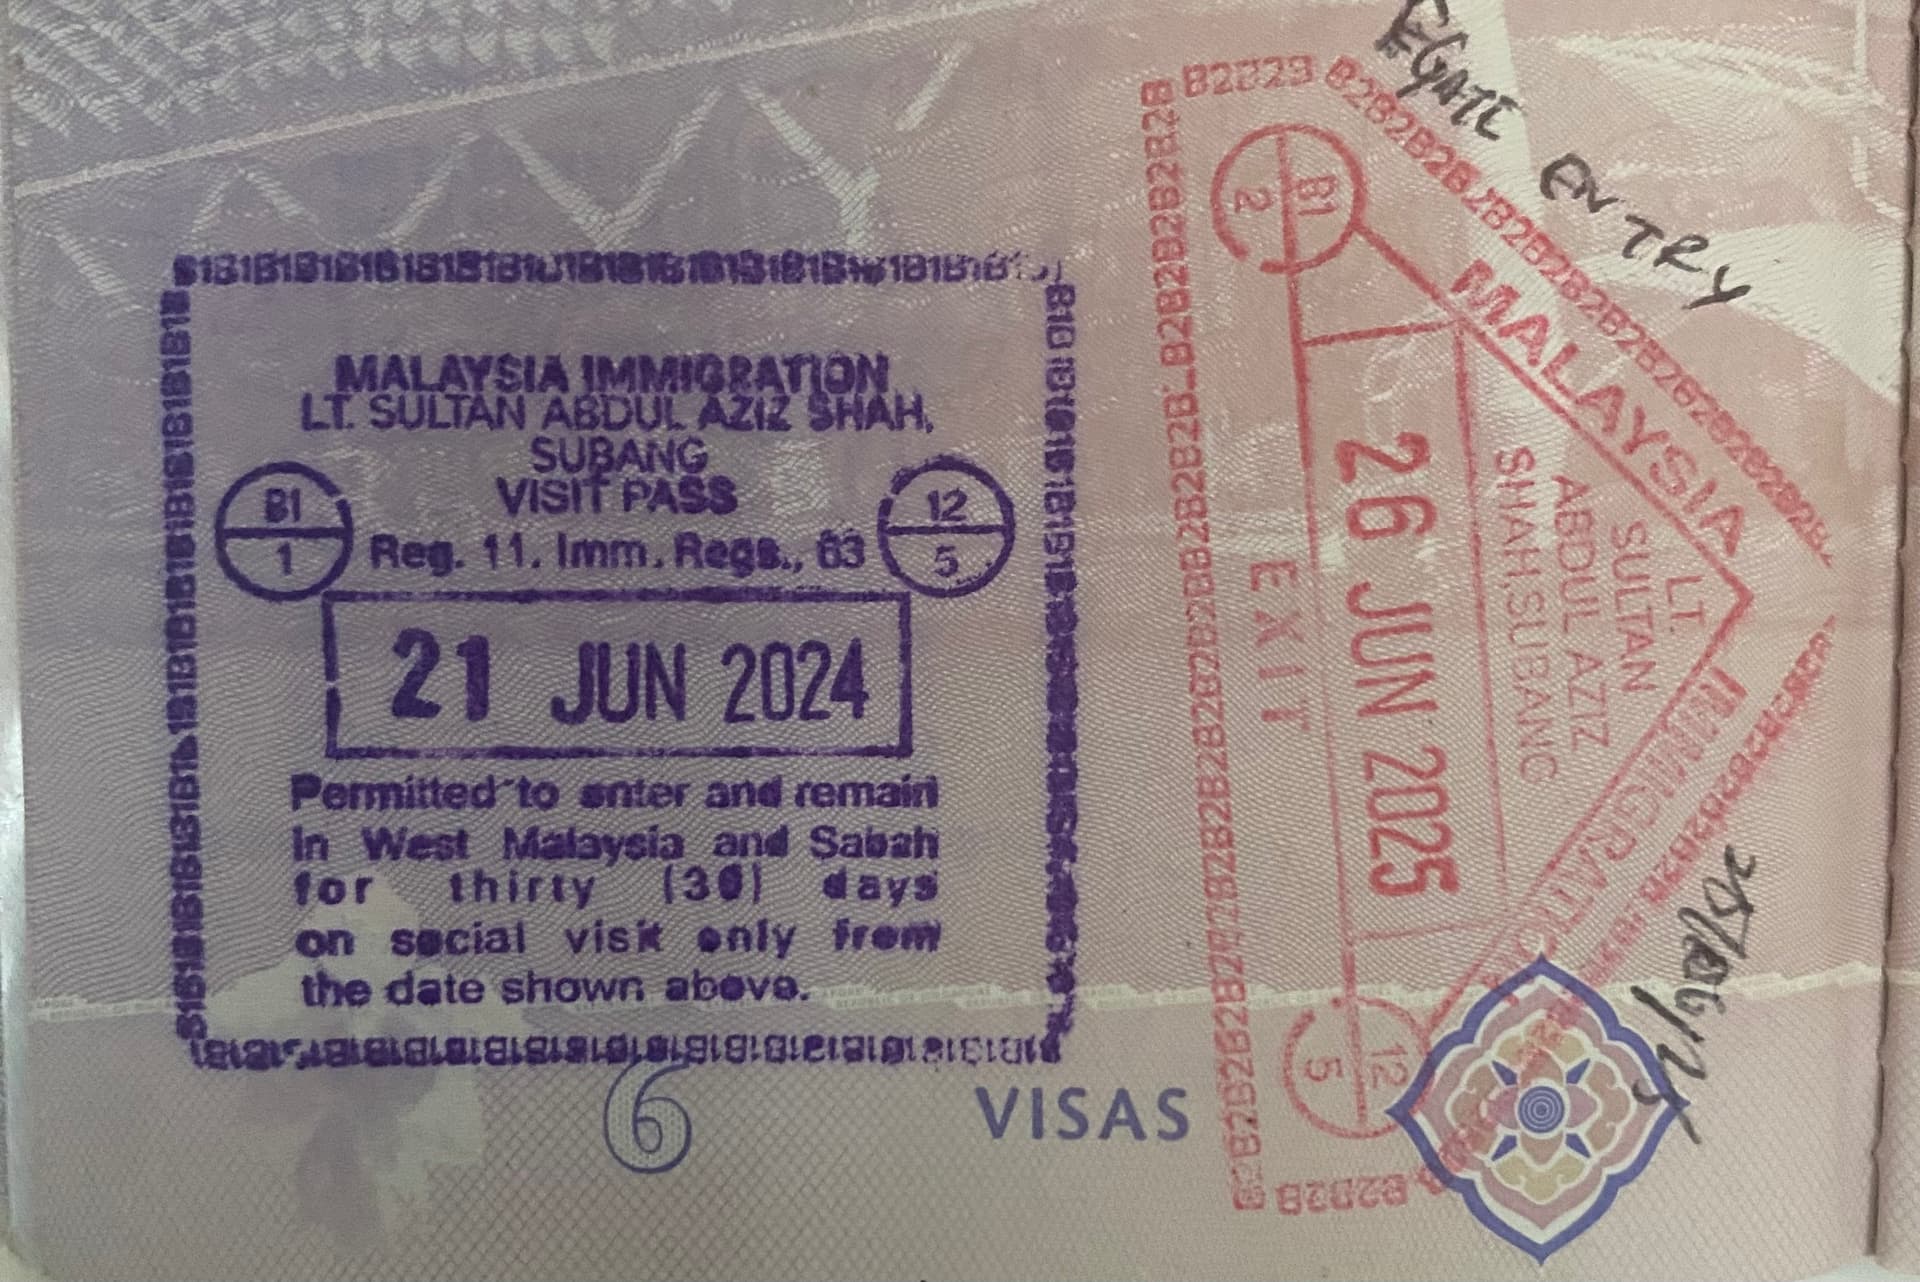 MALAYSIA IMMIGRATION
LT. SULTAN ABDUL AZIZ SHAH,
SUBANG
VISIT PASS
B1
1
Reg. 11. Imm. Regs., 63
12
5
21 JUN 2024
Permitted to enter and remain
in West Malaysia and Sabah
for thirty (30) days
on social visit only from
the date shown above.
6
VISAS
EGATE ENTRY
MALAYSIA
IMMIGRATION
LT.
SULTAN
ABDUL AZIZ
SHAH,SUBANG
B1
2
26 JUN 2025
EXIT
12
5